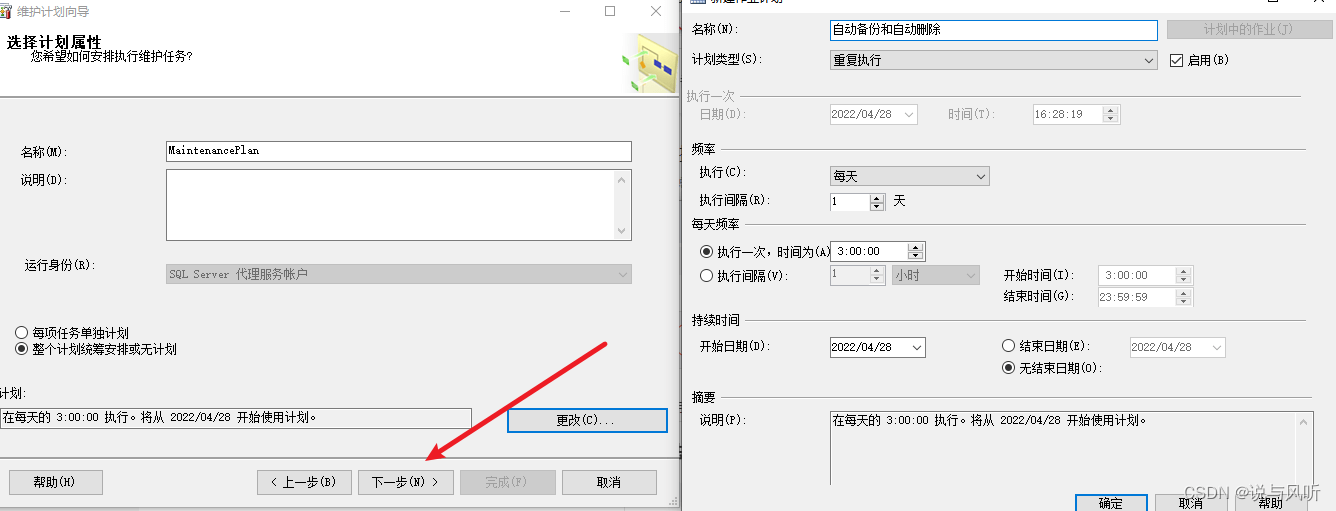 维护计划向导
选择计划属性
您希望如何安排执行维护任务?
名称(M):
MaintenancePlan
说明(D):
运行身份(R):
SQL Server 代理服务帐户
每项任务单独计划
整个计划统筹安排或无计划
计划:
在每天的 3:00:00 执行。将从 2022/04/28 开始使用计划。
更改(C)...
帮助(H)
< 上一步(B)
下一步(N) >
完成(F)
取消
新建作业计划
名称(N):
自动备份和自动删除
计划中的作业(J)
计划类型(S):
重复执行
启用(B)
执行一次
日期(D):
2022/04/28
时间(T):
16:28:19
频率
执行(C):
每天
执行间隔(R):
1
天
每天频率
执行一次，时间为(A)
3:00:00
执行间隔(V):
1
小时
开始时间(I):
3:00:00
结束时间(G):
23:59:59
持续时间
开始日期(D):
2022/04/28
结束日期(E):
2022/04/28
无结束日期(O):
摘要
说明(P):
在每天的 3:00:00 执行。将从 2022/04/28 开始使用计划。
确定
取消
帮助
CSDN @说与风听